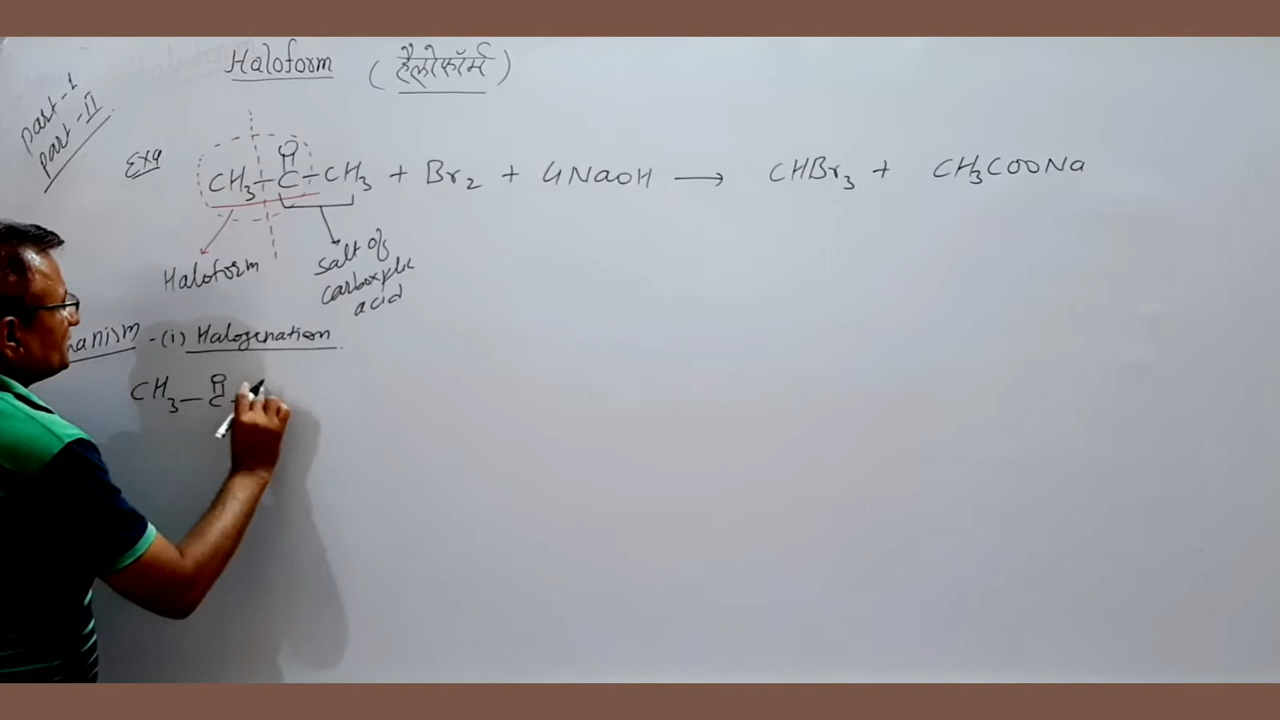 Haloform (हैलोफॉर्म)
Part-1
Part-II
Exa
CH₃-C-CH₃ + Br₂ + 4NaOH → CHBr₃ + CH₃COONa
O
Haloform
Salt of
carboxylic
acid
anism -(i) Halogenation
O
CH₃-C-